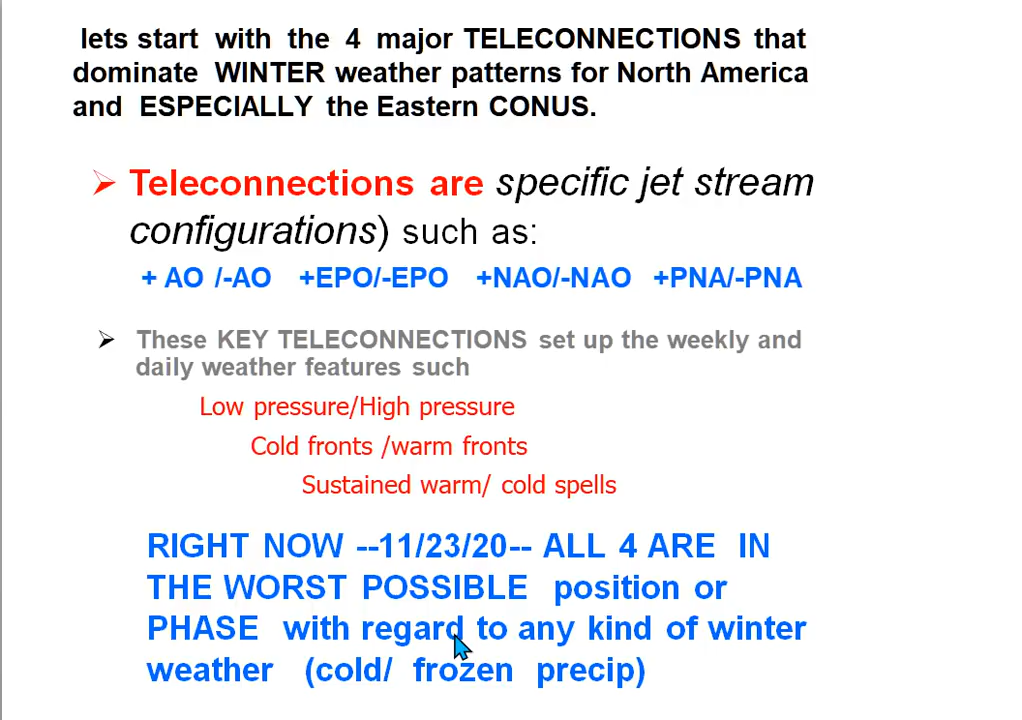 lets start with the 4 major TELECONNECTIONS that
dominate WINTER weather patterns for North America
and ESPECIALLY the Eastern CONUS.
➢ Teleconnections are specific jet stream
configurations) such as:
+ AO /-AO +EPO/-EPO +NAO/-NAO +PNA/-PNA
➢ These KEY TELECONNECTIONS set up the weekly and
daily weather features such
Low pressure/High pressure
Cold fronts /warm fronts
Sustained warm/ cold spells
RIGHT NOW --11/23/20-- ALL 4 ARE IN
THE WORST POSSIBLE position or
PHASE with regard to any kind of winter
weather (cold/ frozen precip)